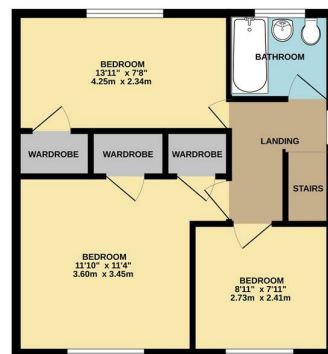 BEDROOM
13'11" x 7'8"
4.25m x 2.34m
BATHROOM
WARDROBE
WARDROBE
WARDROBE
LANDING
STAIRS
BEDROOM
11'10" x 11'4"
3.60m x 3.45m
BEDROOM
8'11" x 7'11"
2.73m x 2.41m